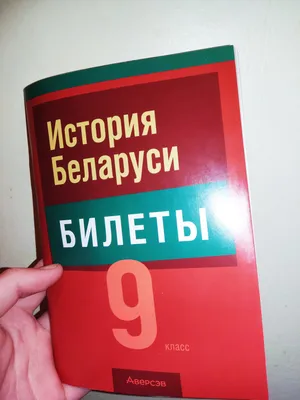 История
Беларуси
БИЛЕТЫ
9
класс
Аверсэв